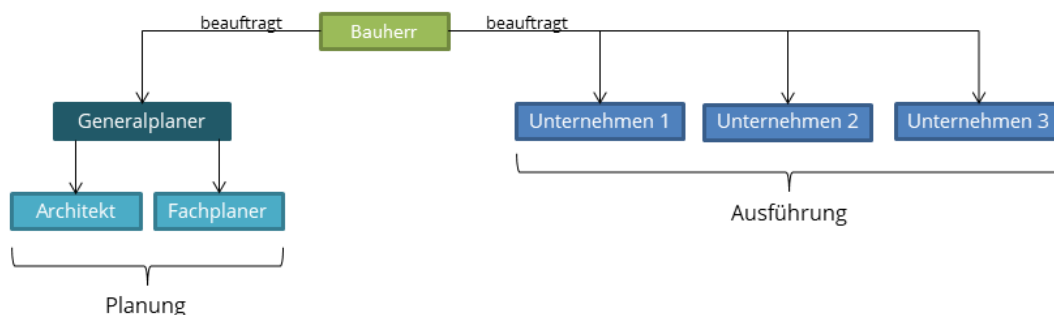 beauftragt
Bauherr
beauftragt
Generalplaner
Unternehmen 1
Unternehmen 2
Unternehmen 3
Architekt
Fachplaner
Ausführung
Planung